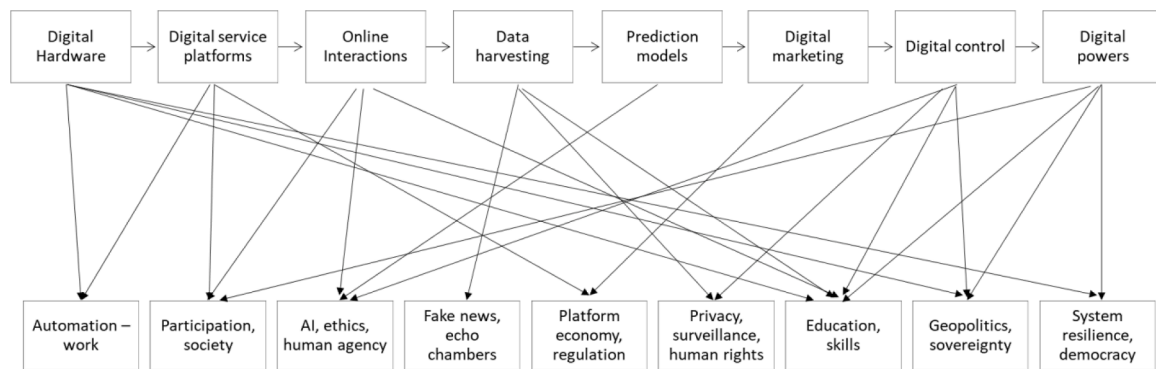 Digital
Hardware
Digital service
platforms
Online
Interactions
Data
harvesting
Prediction
models
Digital
marketing
Digital control
Digital
powers
Automation –
work
Participation,
society
AI, ethics,
human agency
Fake news,
echo
chambers
Platform
economy,
regulation
Privacy,
surveillance,
human rights
Education,
skills
Geopolitics,
sovereignty
System
resilience,
democracy